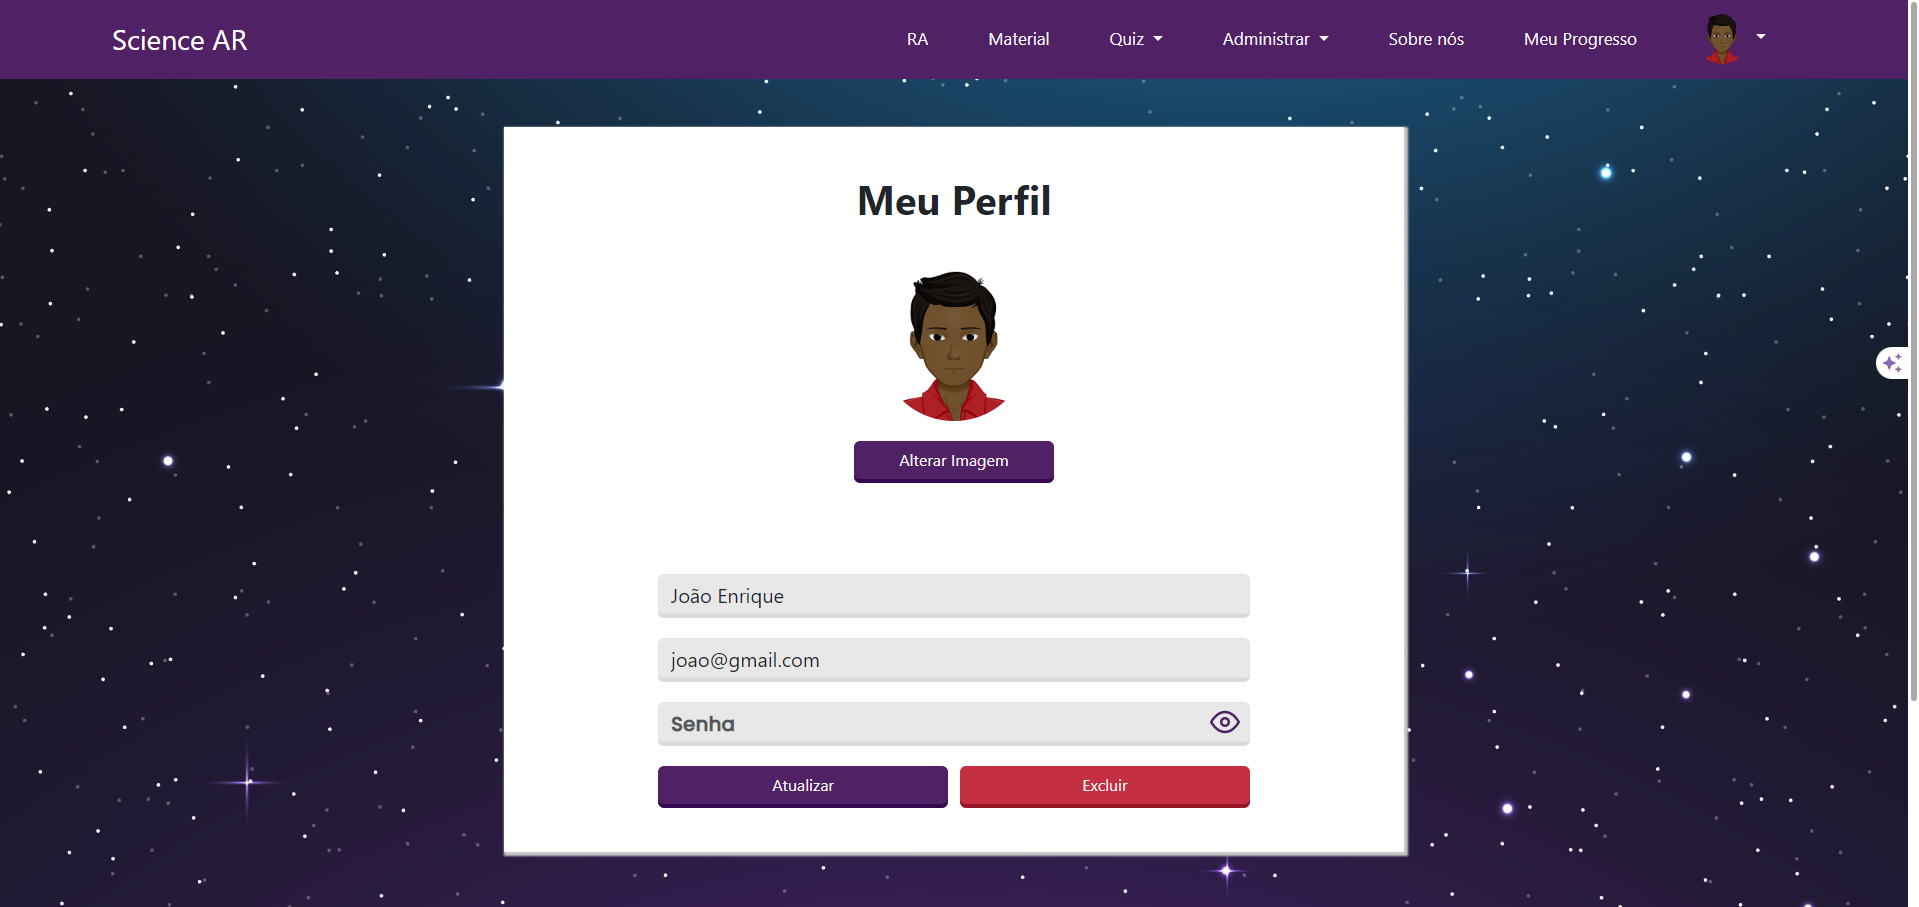 Science AR
RA
Material
Quiz
Administrar
Sobre nós
Meu Progresso
Meu Perfil
Alterar Imagem
João Enrique
joao@gmail.com
Senha
Atualizar
Excluir